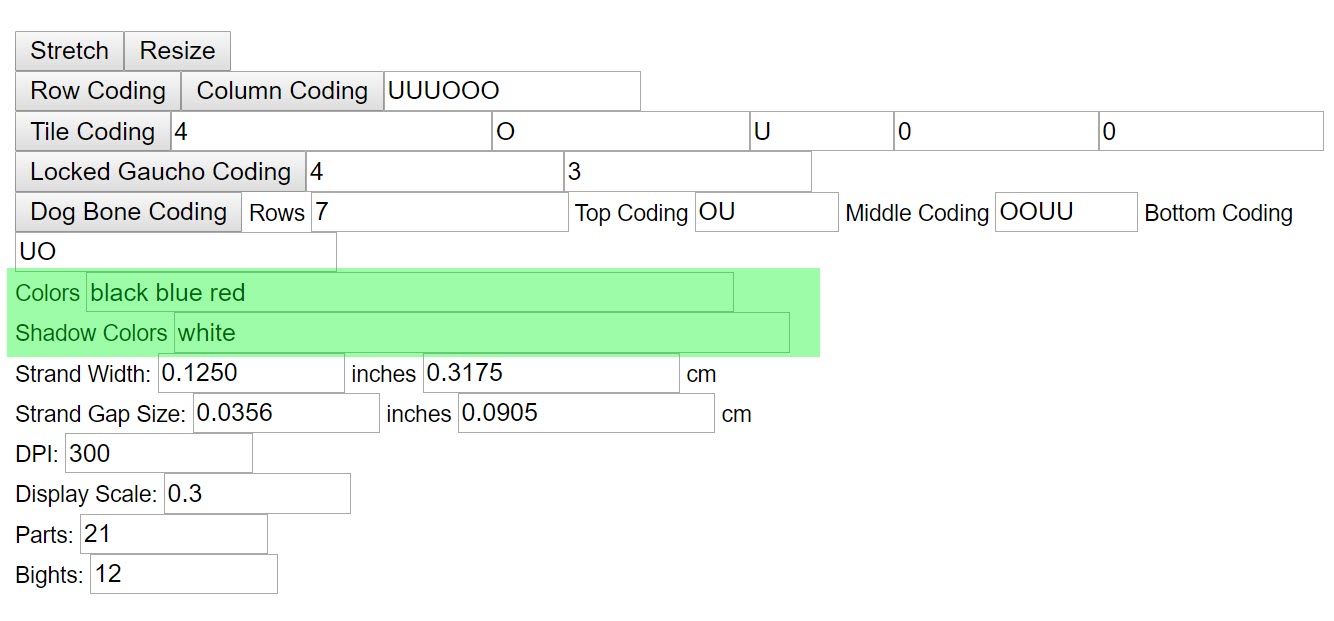 Stretch Resize
Row Coding Column Coding UUUOOO
Tile Coding 4 O U 0 0
Locked Gaucho Coding 4 3
Dog Bone Coding Rows 7 Top Coding OU Middle Coding OOUU Bottom Coding
UO
Colors black blue red
Shadow Colors white
Strand Width: 0.1250 inches 0.3175 cm
Strand Gap Size: 0.0356 inches 0.0905 cm
DPI: 300
Display Scale: 0.3
Parts: 21
Bights: 12